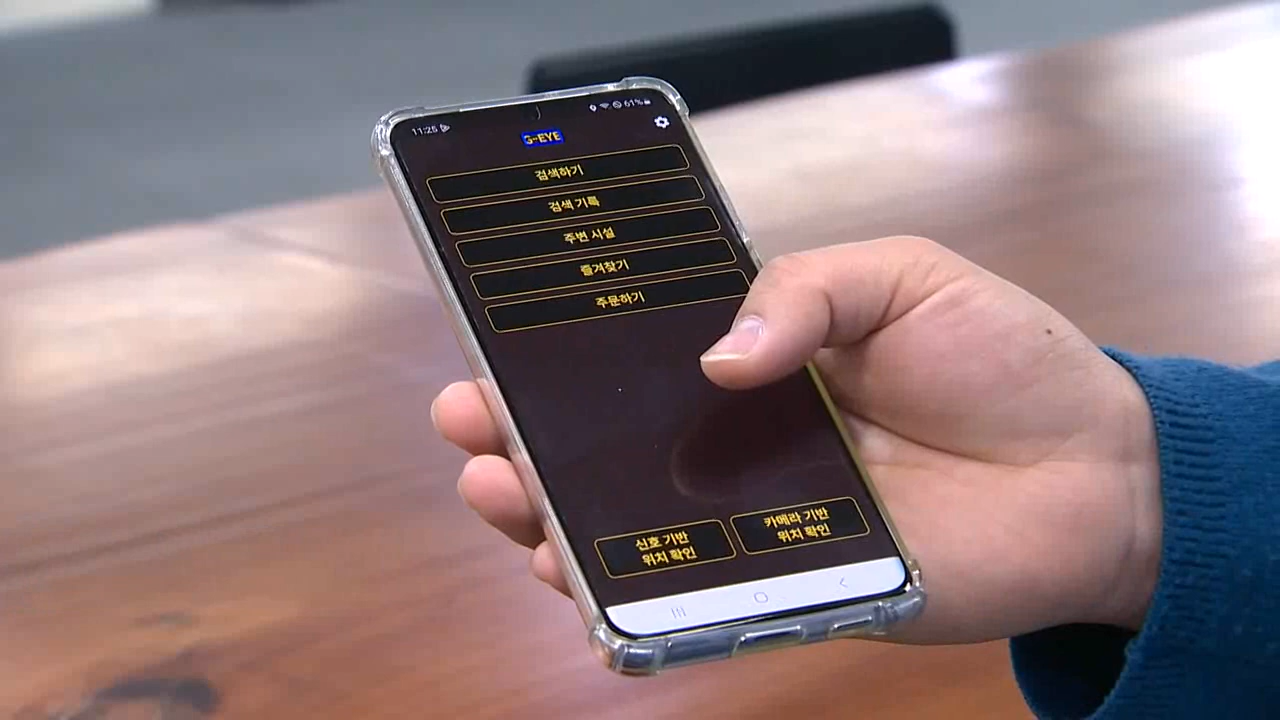 11:25
61%
G-EYE
검색하기
검색 기록
주변 시설
즐겨찾기
주문하기
신호 기반
위치 확인
카메라 기반
위치 확인